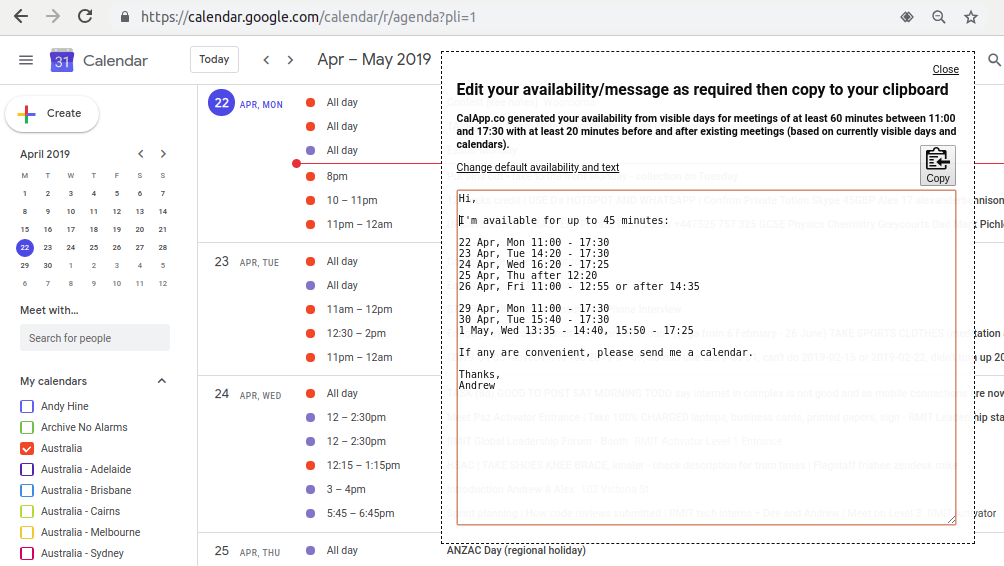 https://calendar.google.com/calendar/r/agenda?pli=1
31 Calendar
Today
Apr – May 2019
Create
April 2019
M T W T F S S
1 2 3 4 5 6 7
8 9 10 11 12 13 14
15 16 17 18 19 20 21
22 23 24 25 26 27 28
29 30 1 2 3 4 5
6 7 8 9 10 11 12
Meet with...
Search for people
My calendars
Andy Hine
Archive No Alarms
Australia
Australia - Adelaide
Australia - Brisbane
Australia - Cairns
Australia - Melbourne
Australia - Sydney
22 APR, MON
All day
All day
All day
8pm
10 – 11pm
11pm – 12am
23 APR, TUE
All day
All day
11am – 12pm
12:30 – 2pm
11pm – 12am
24 APR, WED
All day
12 – 2:30pm
12 – 2:30pm
12:15 – 1:15pm
3 – 4pm
5:45 – 6:45pm
25 APR, THU
All day
ANZAC Day (regional holiday)
Close
Edit your availability/message as required then copy to your clipboard
CalApp.co generated your availability from visible days for meetings of at least 60 minutes between 11:00
and 17:30 with at least 20 minutes before and after existing meetings (based on currently visible days and
calendars).
Change default availability and text
Copy
Hi,
I'm available for up to 45 minutes:
22 Apr, Mon 11:00 - 17:30
23 Apr, Tue 14:20 - 17:30
24 Apr, Wed 16:20 - 17:25
25 Apr, Thu after 12:20
26 Apr, Fri 11:00 - 12:55 or after 14:35
29 Apr, Mon 11:00 - 17:30
30 Apr, Tue 15:40 - 17:30
1 May, Wed 13:35 - 14:40, 15:50 - 17:25
If any are convenient, please send me a calendar.
Thanks,
Andrew